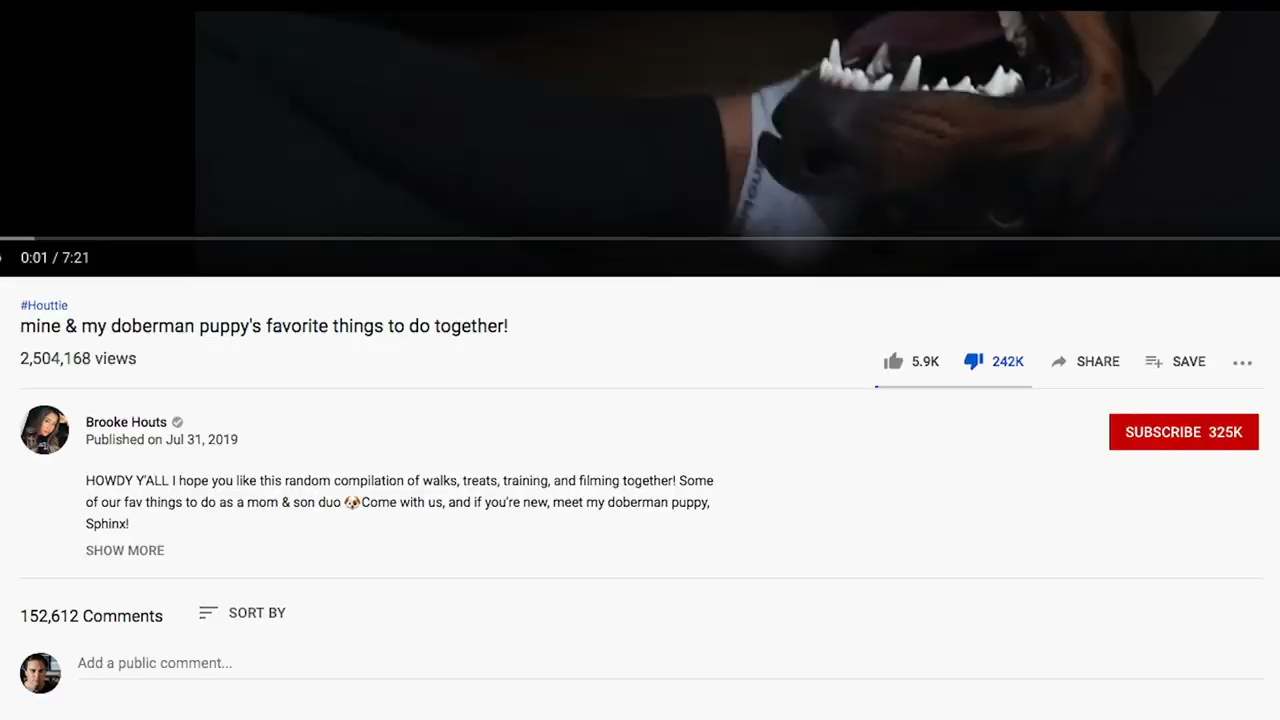 0:01 / 7:21
#Houttie
mine & my doberman puppy's favorite things to do together!
2,504,168 views
5.9K
242K
SHARE
SAVE
Brooke Houts
Published on Jul 31, 2019
SUBSCRIBE 325K
HOWDY Y'ALL I hope you like this random compilation of walks, treats, training, and filming together! Some
of our fav things to do as a mom & son duo 🐶Come with us, and if you're new, meet my doberman puppy,
Sphinx!
SHOW MORE
152,612 Comments
SORT BY
Add a public comment...